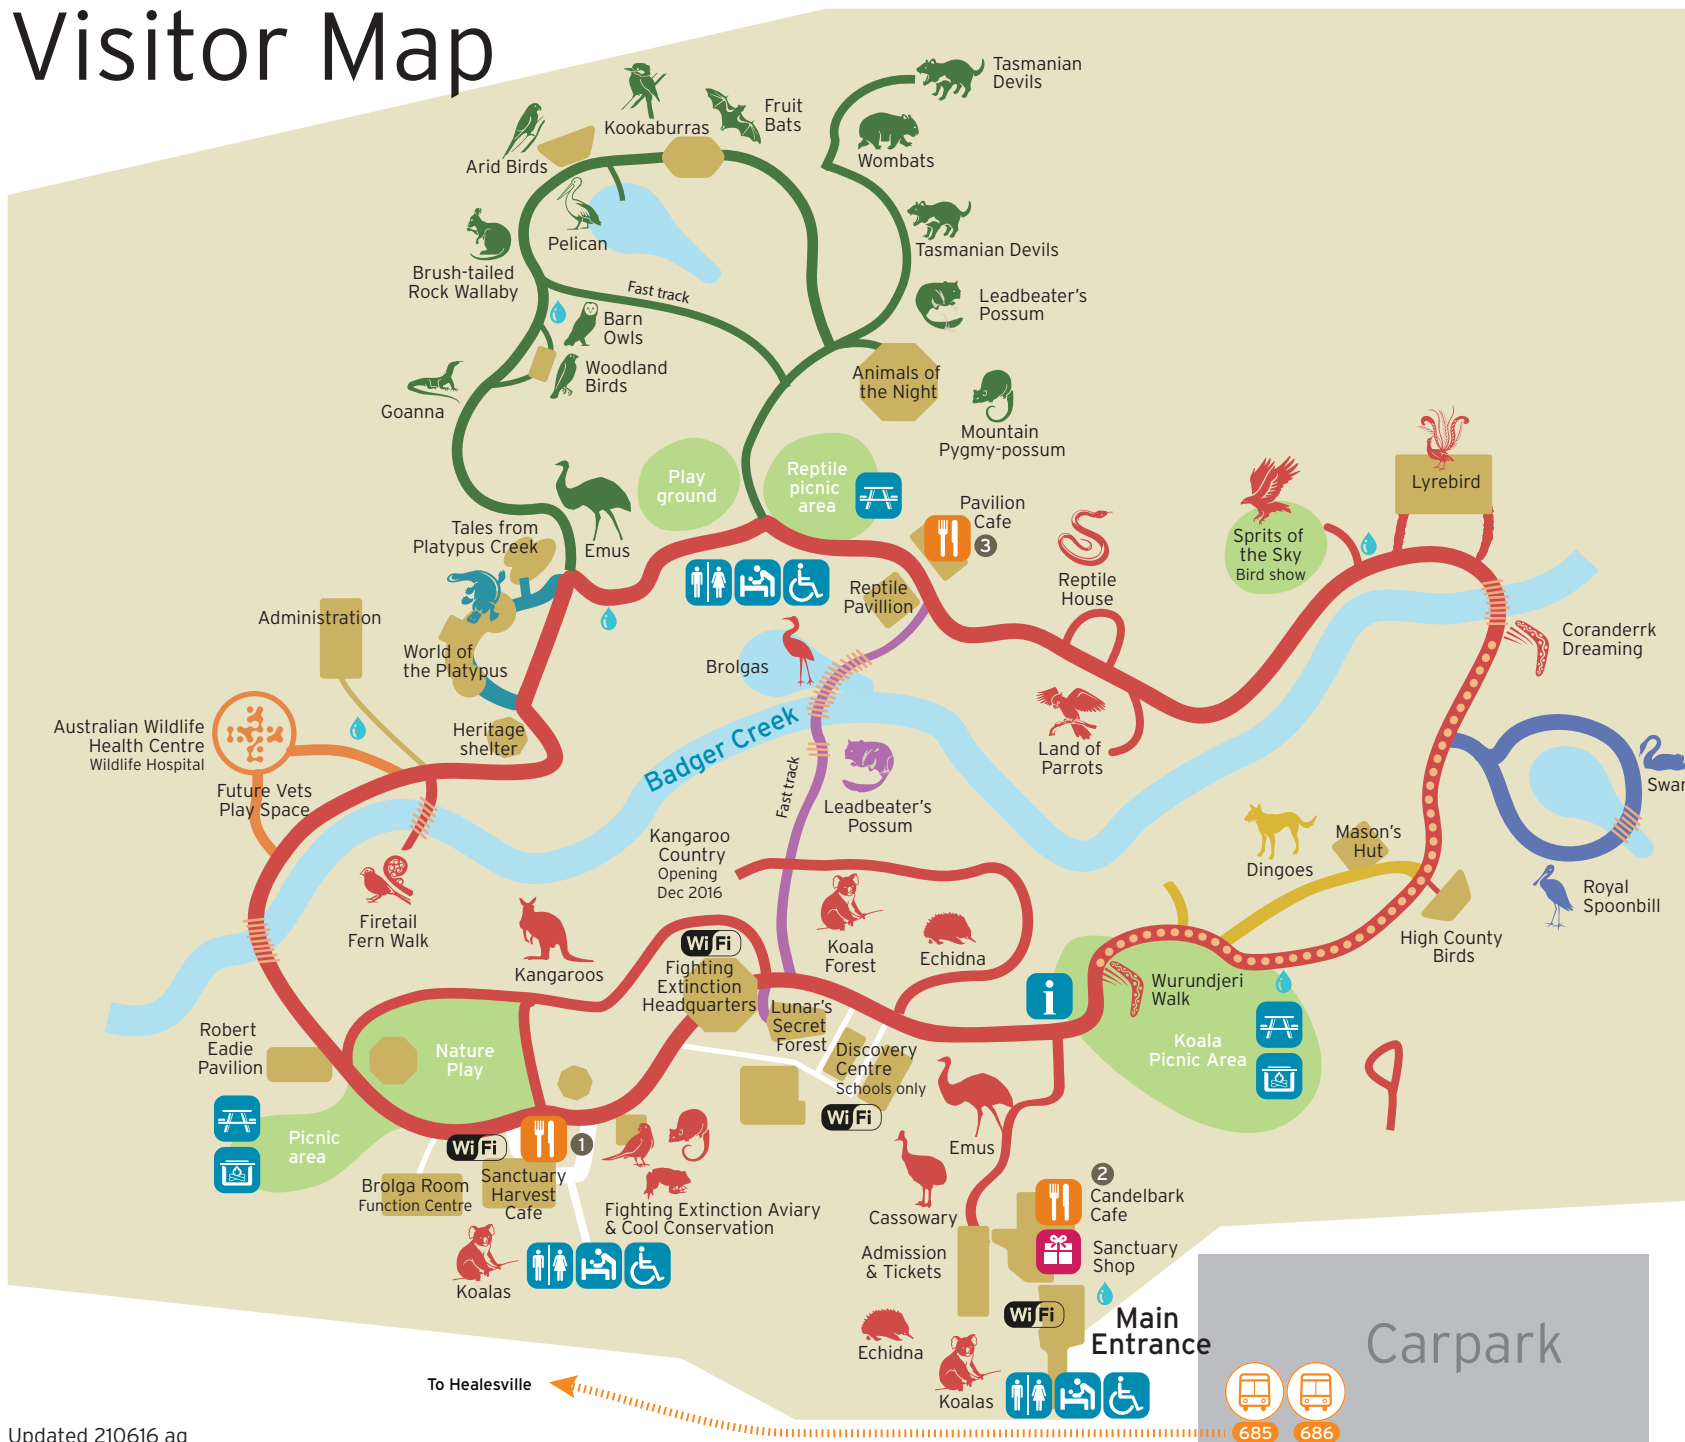 Visitor Map
Tasmanian
Devils
Kookaburras
Fruit
Bats
Arid Birds
Wombats
Pelican
Tasmanian Devils
Brush-tailed
Rock Wallaby
Fast track
Leadbeater's
Possum
Barn
Owls
Woodland
Birds
Goanna
Animals of
the Night
Mountain
Pygmy-possum
Play
ground
Reptile
picnic
area
Lyrebird
Pavilion
Cafe
3
Tales from
Platypus Creek
Emus
Sprits of
the Sky
Bird show
Reptile
House
Reptile
Pavillion
Administration
World of
the Platypus
Brolgas
Coranderrk
Dreaming
Australian Wildlife
Health Centre
Wildlife Hospital
Heritage
shelter
Badger Creek
Land of
Parrots
Future Vets
Play Space
Fast track
Leadbeater's
Possum
Swan
Kangaroo
Country
Opening
Dec 2016
Mason's
Hut
Dingoes
Royal
Spoonbill
Firetail
Fern Walk
Kangaroos
WiFi
Fighting
Extinction
Headquarters
Koala
Forest
Echidna
High County
Birds
Wurundjeri
Walk
i
Lunar's
Secret
Forest
Robert
Eadie
Pavilion
Nature
Play
Discovery
Centre
Schools only
Koala
Picnic Area
WiFi
Picnic
area
WiFi
1
Emus
Brolga Room
Function Centre
Sanctuary
Harvest
Cafe
Fighting Extinction Aviary
& Cool Conservation
Cassowary
2
Candelbark
Cafe
Admission
& Tickets
Sanctuary
Shop
Koalas
WiFi
Main
Entrance
Carpark
Echidna
Koalas
To Healesville
685
686
Updated 210616 ag